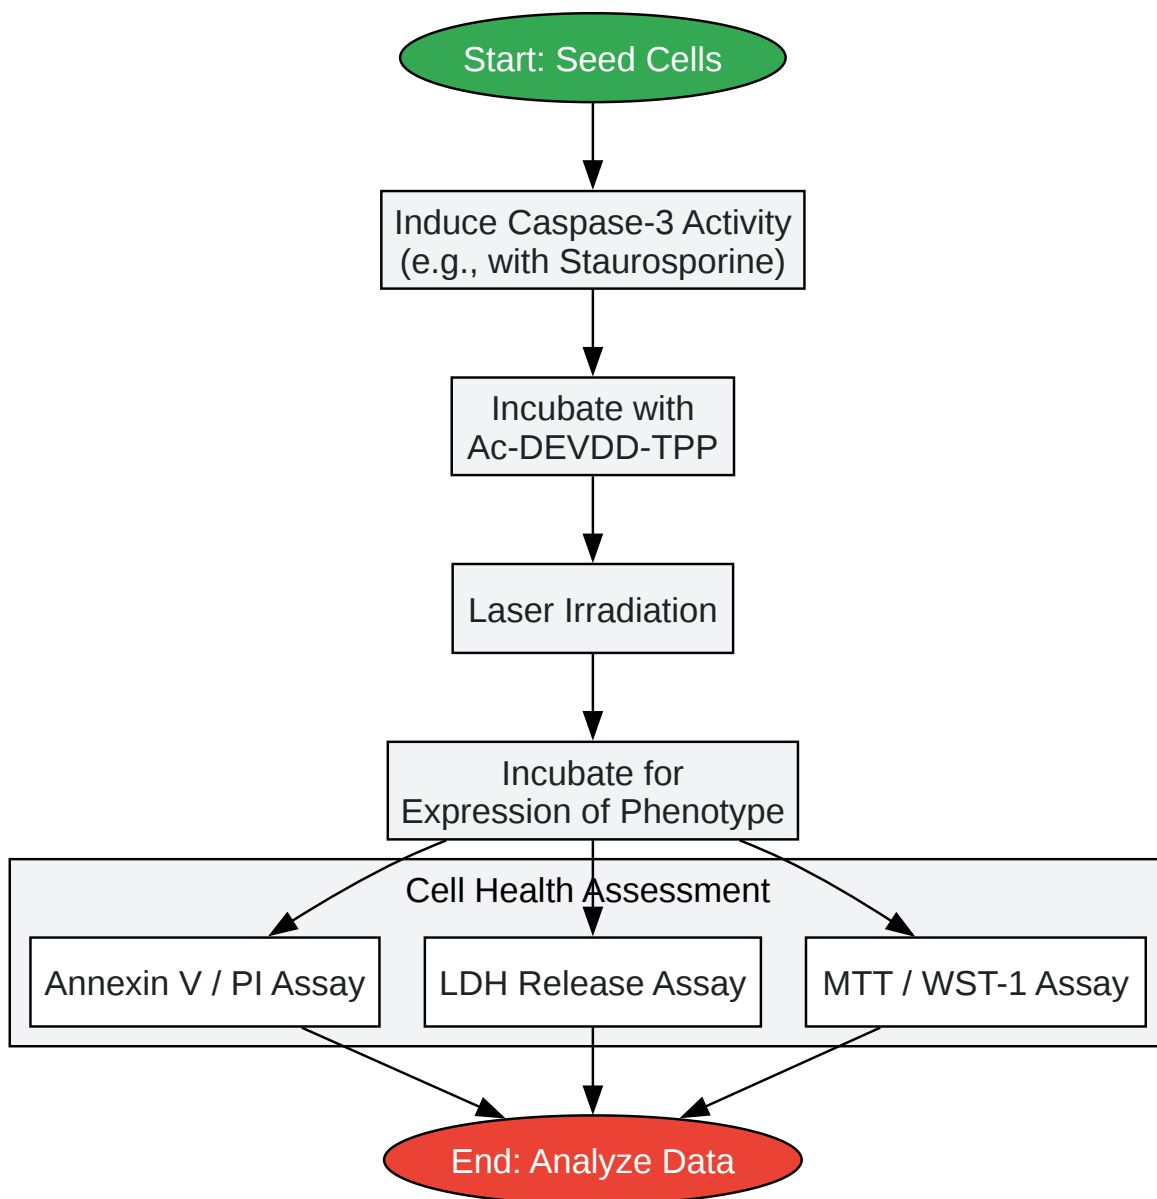 Start: Seed Cells
Induce Caspase-3 Activity
(e.g., with Staurosporine)
Incubate with
Ac-DEVDD-TPP
Laser Irradiation
Incubate for
Expression of Phenotype
Cell Health Assessment
Annexin V / PI Assay
LDH Release Assay
MTT / WST-1 Assay
End: Analyze Data